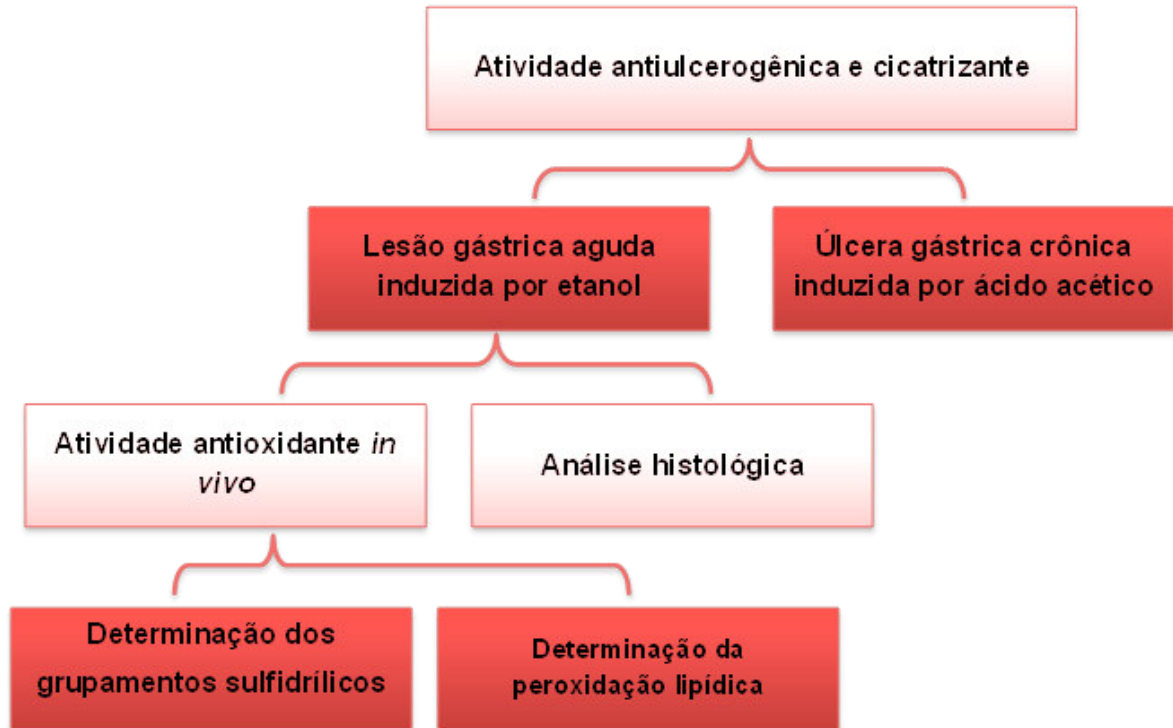 Atividade antiulcerogênica e cicatrizante
Lesão gástrica aguda
induzida por etanol
Úlcera gástrica crônica
induzida por ácido acético
Atividade antioxidante in
vivo
Análise histológica
Determinação dos
grupamentos sulfidrílicos
Determinação da
peroxidação lipídica